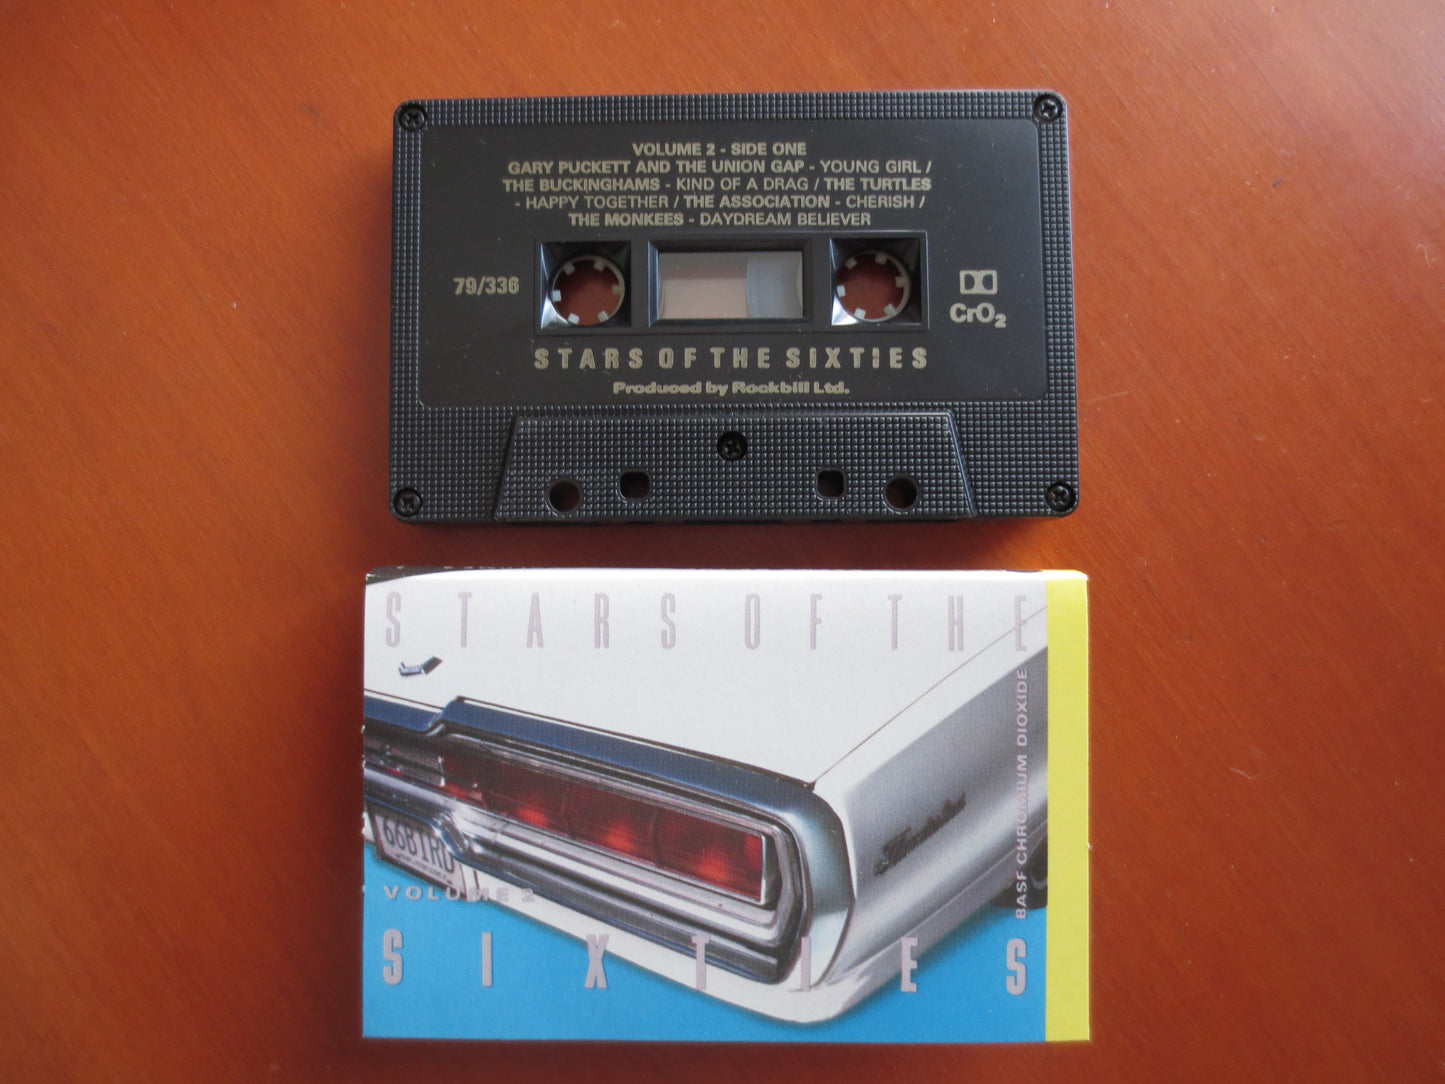 VOLUME 2 - SIDE ONE
GARY PUCKETT AND THE UNION GAP - YOUNG GIRL /
THE BUCKINGHAMS - KIND OF A DRAG / THE TURTLES
- HAPPY TOGETHER / THE ASSOCIATION - CHERISH /
THE MONKEES - DAYDREAM BELIEVER
79/336
CrO2
STARS OF THE SIXTIES
Produced by Rockbill Ltd.
STARS OF THE
BASF CHROMIUM DIOXIDE
Thunderbird
66BIRD
VOLUME 2
SIXTIES